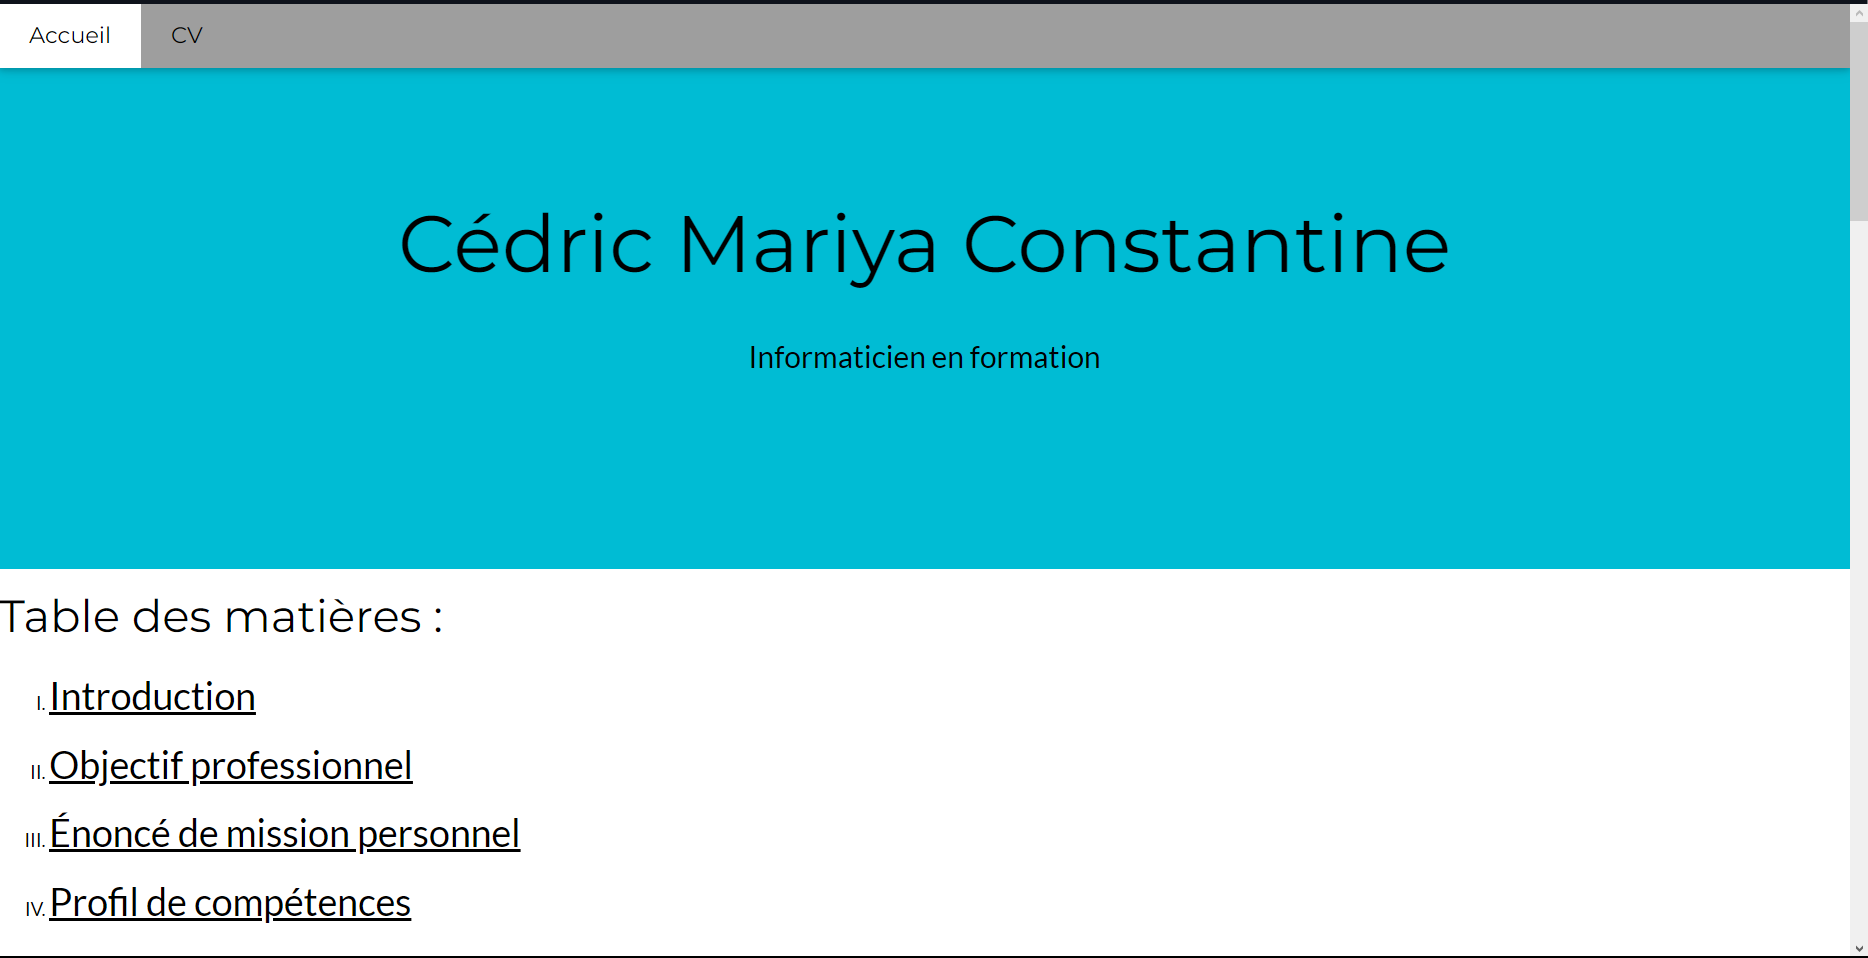 Accueil CV
Cédric Mariya Constantine
Informaticien en formation
Table des matières :
I. Introduction
II. Objectif professionnel
III. Énoncé de mission personnel
IV. Profil de compétences